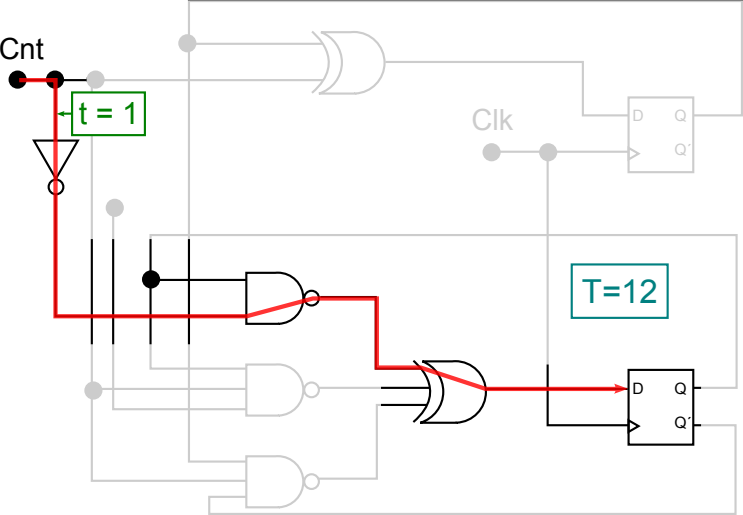 Cnt
t = 1
Clk
D Q
Q´
T=12
D Q
Q´